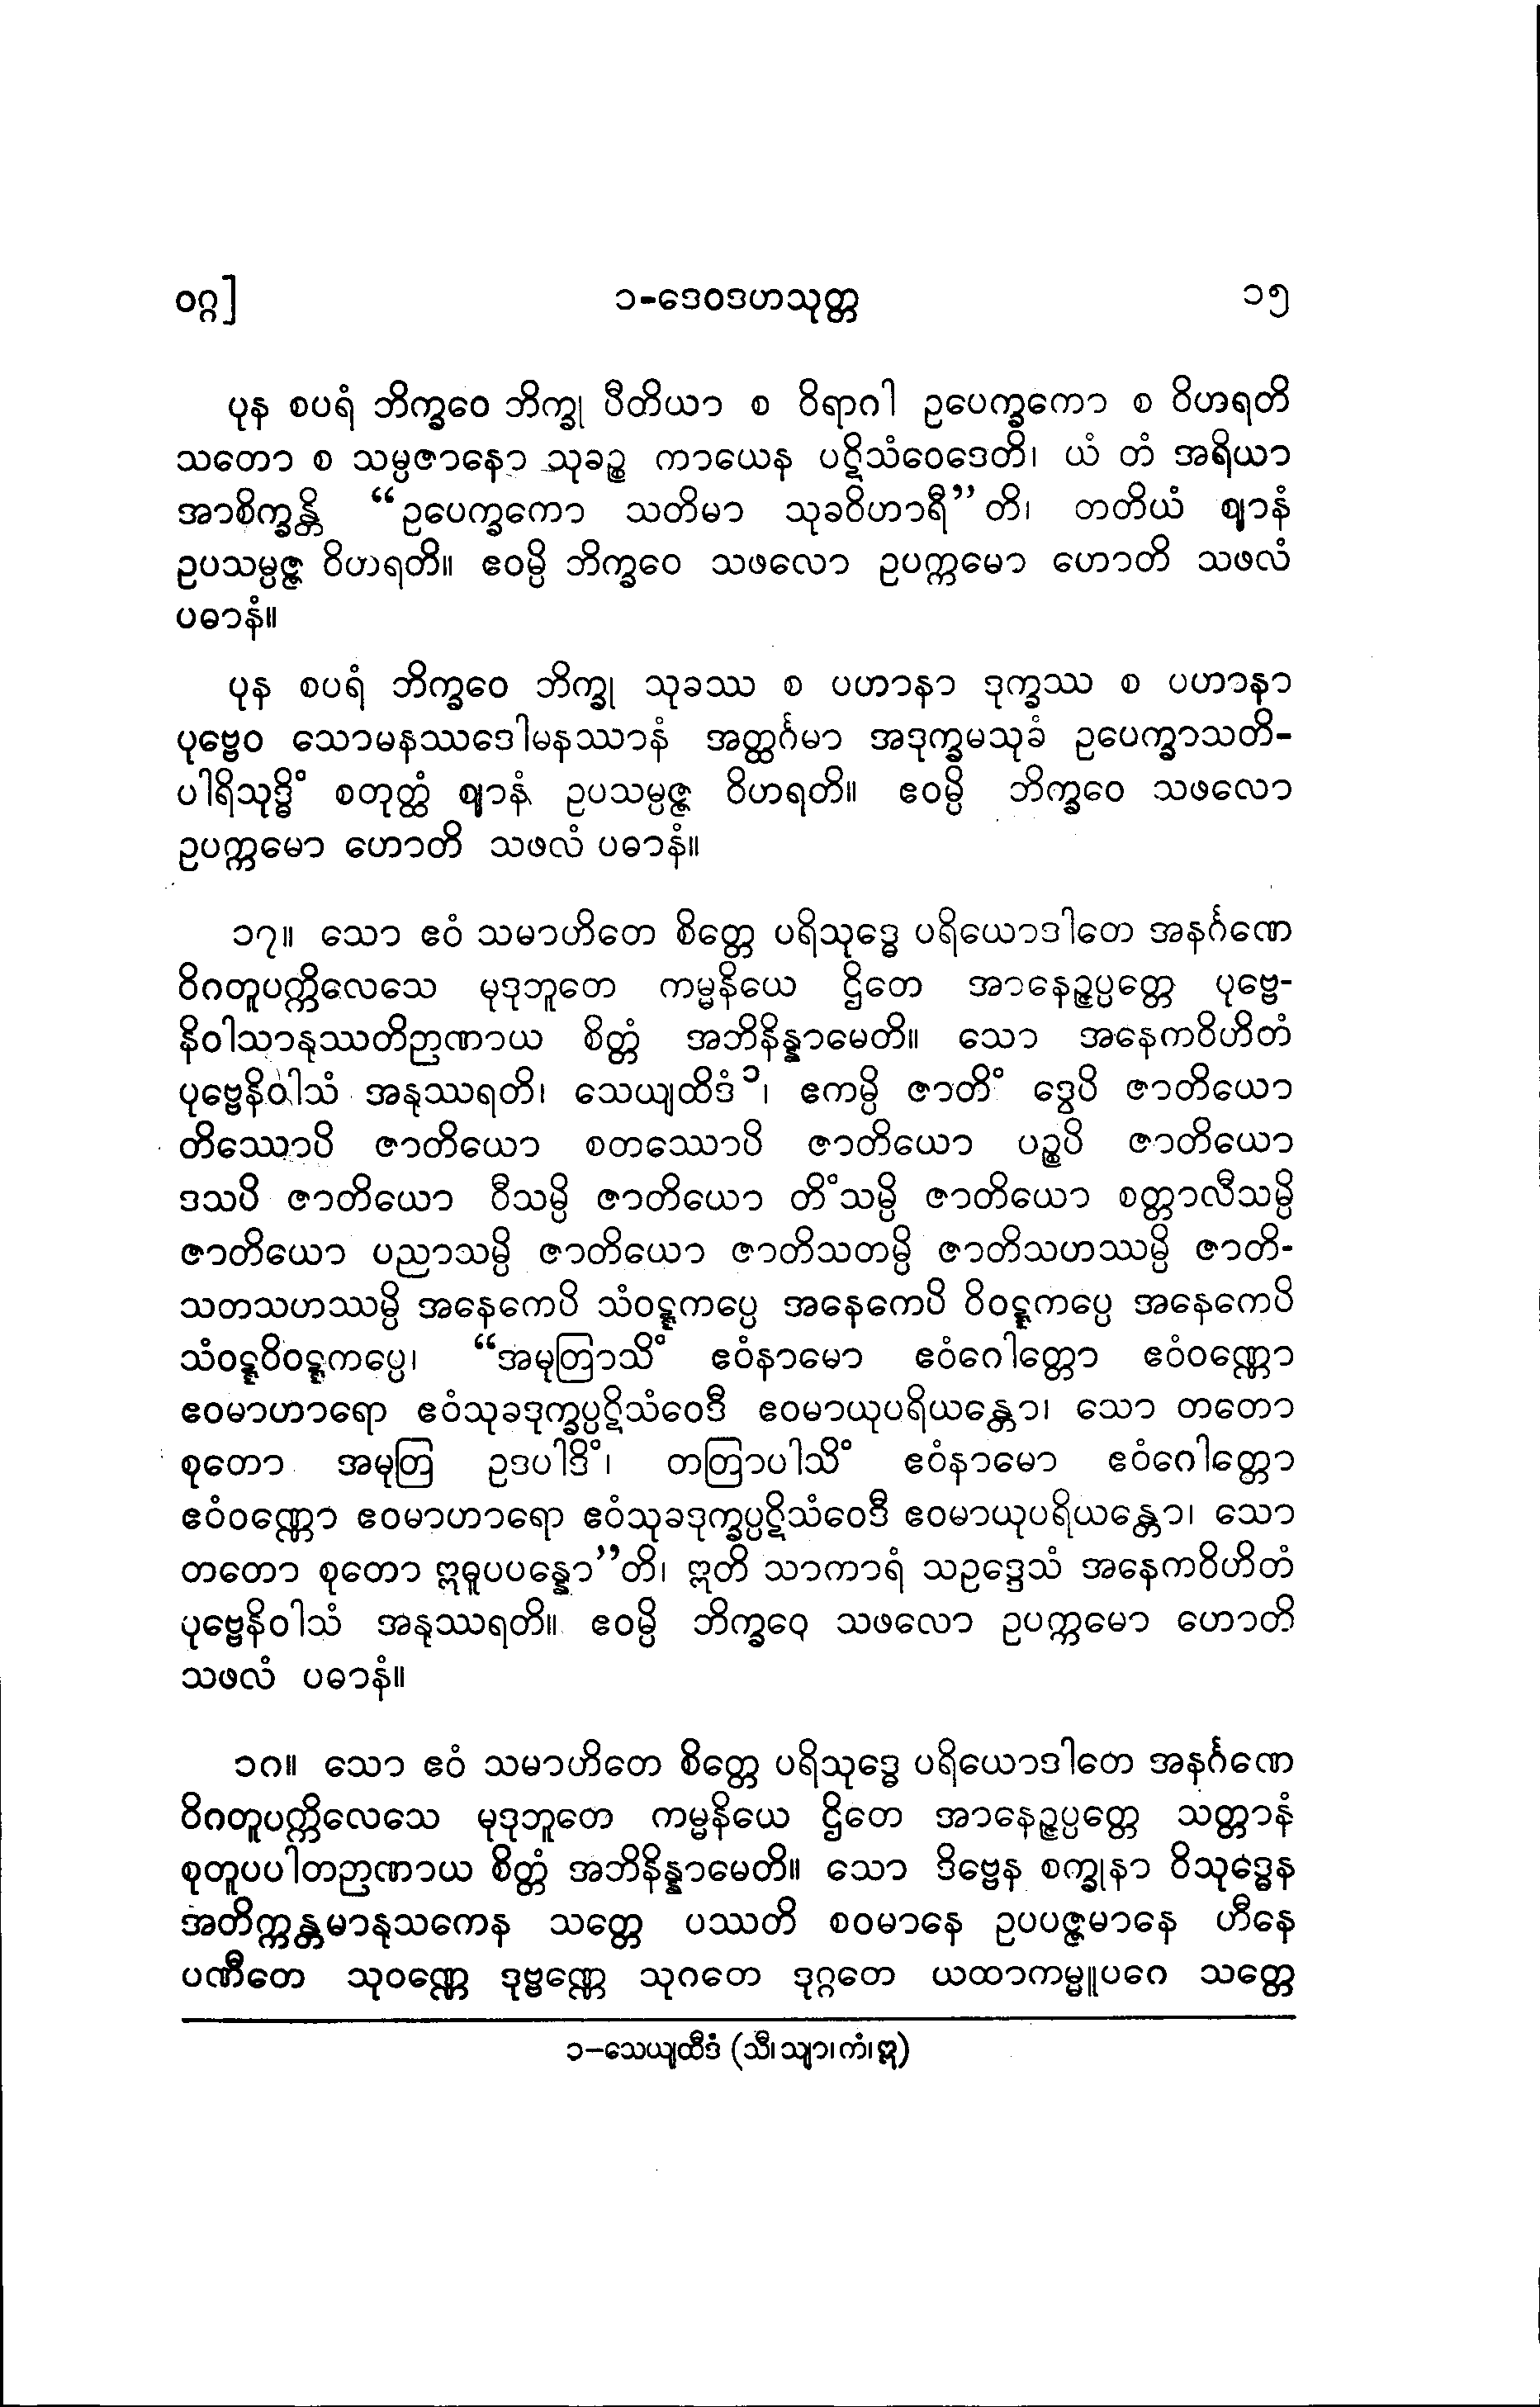 ဝဂ္ဂ] ၁-ဒေဝဒဟသုတ္တ ၁၅
ပုန စပရံ ဘိက္ခဝေ ဘိက္ခု ပီတိယာ စ ဝိရာဂါ ဥပေက္ခကော စ ဝိဟရတိ
သတော စ သမ္ပဇာနော သုခဉ္စ ကာယေန ပဋိသံဝေဒေတိ၊ ယံ တံ အရိယာ
အာစိက္ခန္တိ “ဥပေက္ခကော သတိမာ သုခဝိဟာရီ”တိ၊ တတိယံ ဈာနံ
ဥပသမ္ပဇ္ဇ ဝိဟရတိ။ ဧဝမ္ပိ ဘိက္ခဝေ သဖလော ဥပက္ကမော ဟောတိ သဖလံ
ပဓာနံ။
ပုန စပရံ ဘိက္ခဝေ ဘိက္ခု သုခဿ စ ပဟာနာ ဒုက္ခဿ စ ပဟာနာ
ပုဗ္ဗေဝ သောမနဿဒေါမနဿာနံ အတ္ထင်္ဂမာ အဒုက္ခမသုခံ ဥပေက္ခာသတိ-
ပါရိသုဒ္ဓိံ စတုတ္ထံ ဈာနံ ဥပသမ္ပဇ္ဇ ဝိဟရတိ။ ဧဝမ္ပိ ဘိက္ခဝေ သဖလော
ဥပက္ကမော ဟောတိ သဖလံ ပဓာနံ။
၁၇။ သော ဧဝံ သမာဟိတေ စိတ္တေ ပရိသုဒ္ဓေ ပရိယောဒါတေ အနင်္ဂဏေ
ဝိဂတူပက္ကိလေသေ မုဒုဘူတေ ကမ္မနိယေ ဌိတေ အာနေဉ္ဇပ္ပတ္တေ ပုဗ္ဗေ-
နိဝါသာနုဿတိဉာဏာယ စိတ္တံ အဘိနိန္နာမေတိ။ သော အနေကဝိဟိတံ
ပုဗ္ဗေနိဝါသံ အနုဿရတိ၊ သေယျထိဒံ၁၊ ဧကမ္ပိ ဇာတိံ ဒွေပိ ဇာတိယော
တိဿောပိ ဇာတိယော စတဿောပိ ဇာတိယော ပဉ္စပိ ဇာတိယော
ဒသပိ ဇာတိယော ဝီသမ္ပိ ဇာတိယော တိံသမ္ပိ ဇာတိယော စတ္တာလီသမ္ပိ
ဇာတိယော ပညာသမ္ပိ ဇာတိယော ဇာတိသတမ္ပိ ဇာတိသဟဿမ္ပိ ဇာတိ-
သတသဟဿမ္ပိ အနေကေပိ သံဝဋ္ဋကပ္ပေ အနေကေပိ ဝိဝဋ္ဋကပ္ပေ အနေကေပိ
သံဝဋ္ဋဝိဝဋ္ဋကပ္ပေ၊ “အမုတြာသိံ ဧဝံနာမော ဧဝံဂေါတ္တော ဧဝံဝဏ္ဏော
ဧဝမာဟာရော ဧဝံသုခဒုက္ခပ္ပဋိသံဝေဒီ ဧဝမာယုပရိယန္တော၊ သော တတော
စုတော အမုတြ ဥဒပါဒိံ၊ တတြာပါသိံ ဧဝံနာမော ဧဝံဂေါတ္တော
ဧဝံဝဏ္ဏော ဧဝမာဟာရော ဧဝံသုခဒုက္ခပ္ပဋိသံဝေဒီ ဧဝမာယုပရိယန္တော၊ သော
တတော စုတော ဣဓူပပန္နော”တိ၊ ဣတိ သာကာရံ သဥဒ္ဒေသံ အနေကဝိဟိတံ
ပုဗ္ဗေနိဝါသံ အနုဿရတိ။ ဧဝမ္ပိ ဘိက္ခဝေ သဖလော ဥပက္ကမော ဟောတိ
သဖလံ ပဓာနံ။
၁ဂ။ သော ဧဝံ သမာဟိတေ စိတ္တေ ပရိသုဒ္ဓေ ပရိယောဒါတေ အနင်္ဂဏေ
ဝိဂတူပက္ကိလေသေ မုဒုဘူတေ ကမ္မနိယေ ဌိတေ အာနေဉ္ဇပ္ပတ္တေ သတ္တာနံ
စုတူပပါတဉာဏာယ စိတ္တံ အဘိနိန္နာမေတိ။ သော ဒိဗ္ဗေန စက္ခုနာ ဝိသုဒ္ဓေန
အတိက္ကန္တမာနုသကေန သတ္တေ ပဿတိ စဝမာနေ ဥပပဇ္ဇမာနေ ဟီနေ
ပဏီတေ သုဝဏ္ဏေ ဒုဗ္ဗဏ္ဏေ သုဂတေ ဒုဂ္ဂတေ ယထာကမ္မူပဂေ သတ္တေ
၁-သေယျထီဒံ (သီ၊သျာ၊ကံ၊ဣ)